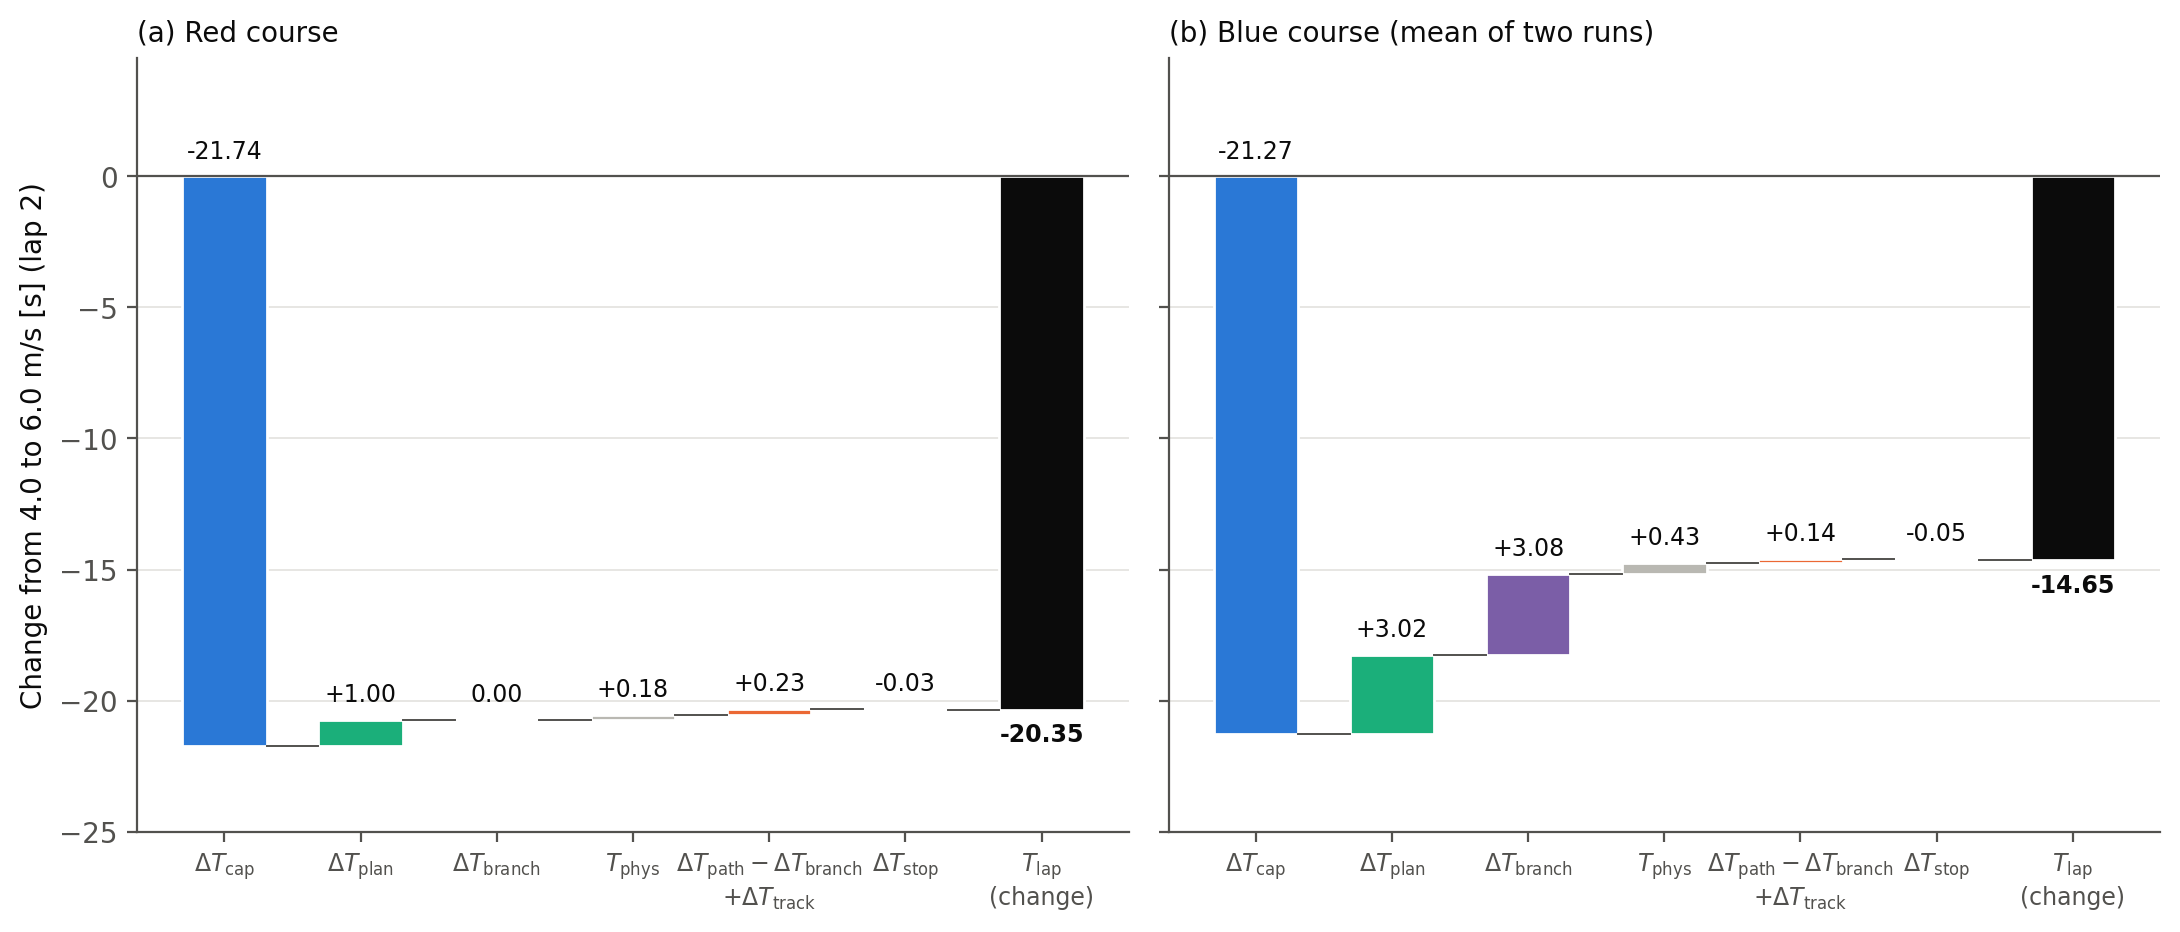 (a) Red course
Change from 4.0 to 6.0 m/s [s] (lap 2)
0
−5
−10
−15
−20
−25
-21.74
+1.00
0.00
+0.18
+0.23
-0.03
-20.35
ΔTcap
ΔTplan
ΔTbranch
Tphys
ΔTpath − ΔTbranch
+ΔTtrack
ΔTstop
Tlap
(change)
(b) Blue course (mean of two runs)
-21.27
+3.02
+3.08
+0.43
+0.14
-0.05
-14.65
ΔTcap
ΔTplan
ΔTbranch
Tphys
ΔTpath − ΔTbranch
+ΔTtrack
ΔTstop
Tlap
(change)